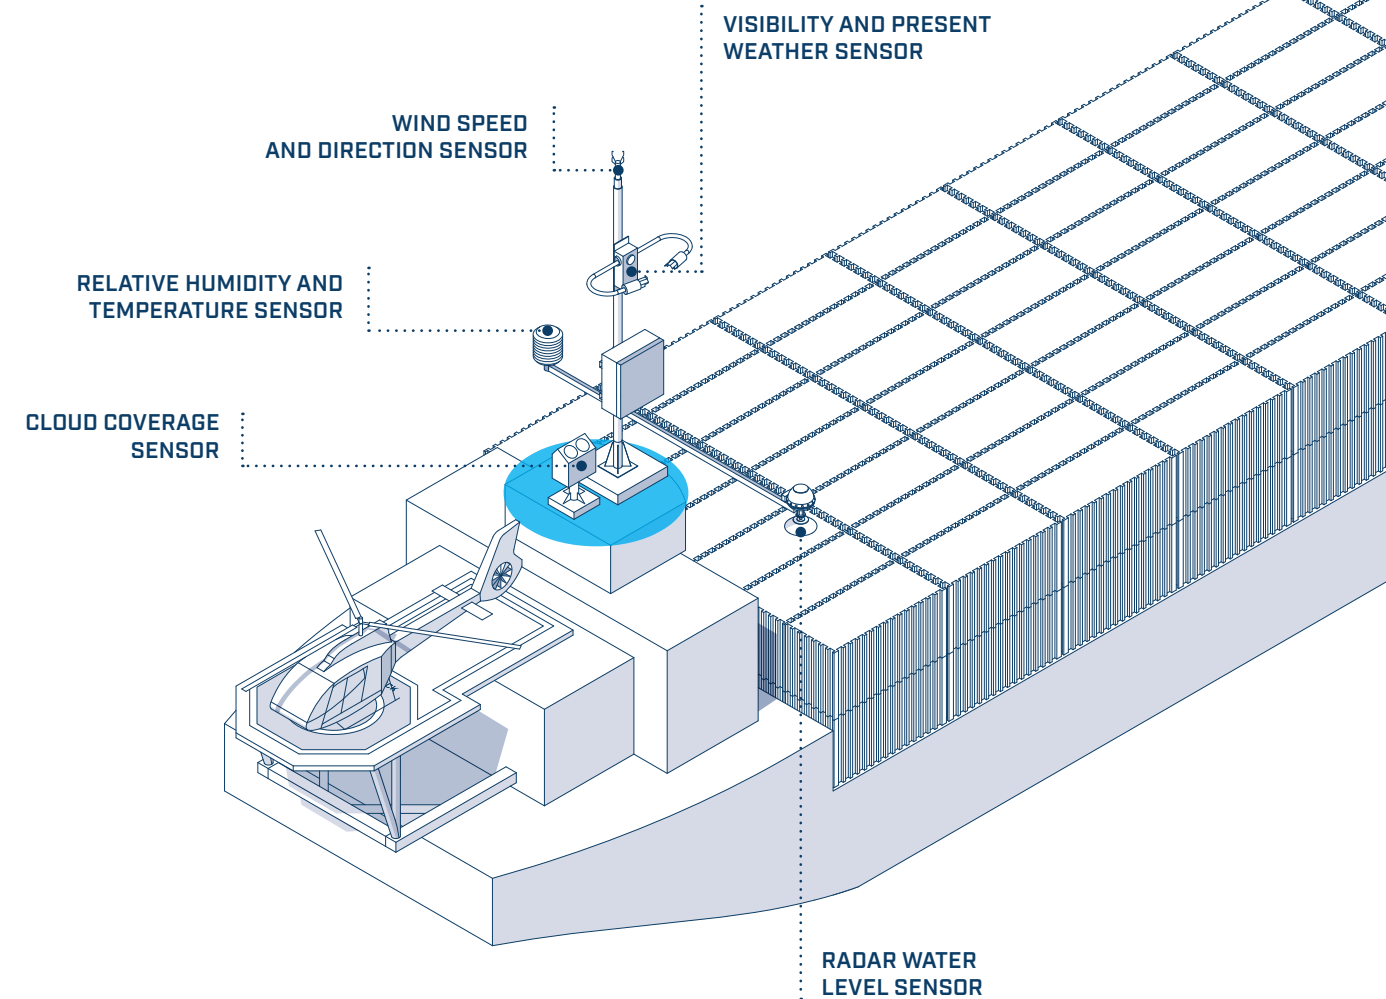 VISIBILITY AND PRESENT
WEATHER SENSOR
WIND SPEED
AND DIRECTION SENSOR
RELATIVE HUMIDITY AND
TEMPERATURE SENSOR
CLOUD COVERAGE
SENSOR
RADAR WATER
LEVEL SENSOR